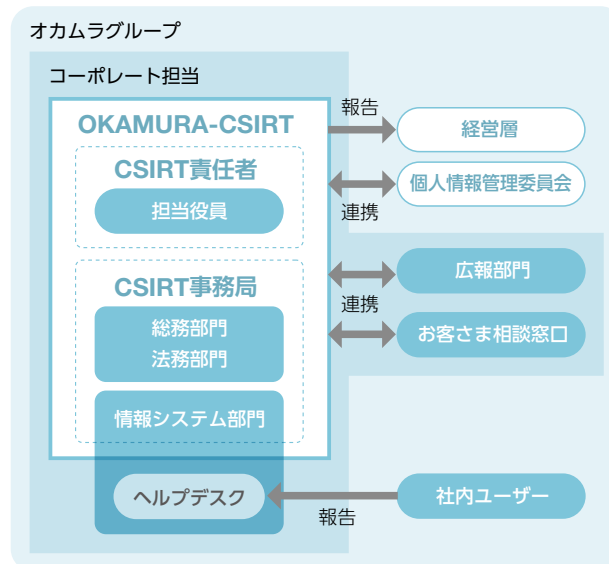 オカムラグループ
コーポレート担当
OKAMURA-CSIRT
CSIRT責任者
担当役員
CSIRT事務局
総務部門
法務部門
情報システム部門
ヘルプデスク
報告
経営層
個人情報管理委員会
連携
広報部門
連携
お客さま相談窓口
社内ユーザー
報告